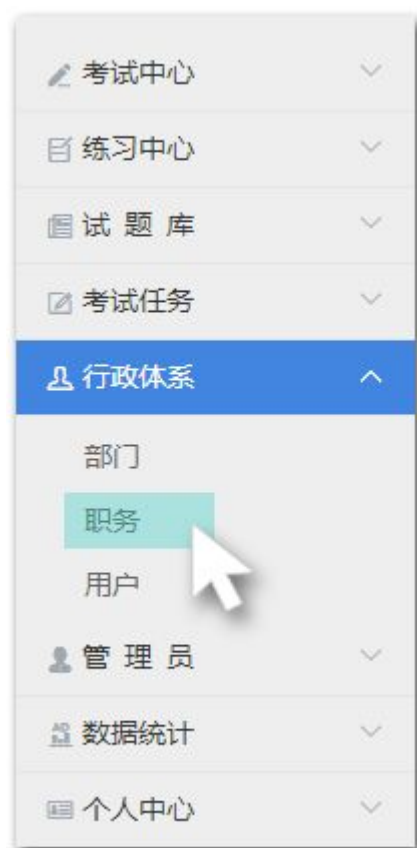 考试中心
练习中心
试 题 库
考试任务
行政体系
部门
职务
用户
管 理 员
数据统计
个人中心